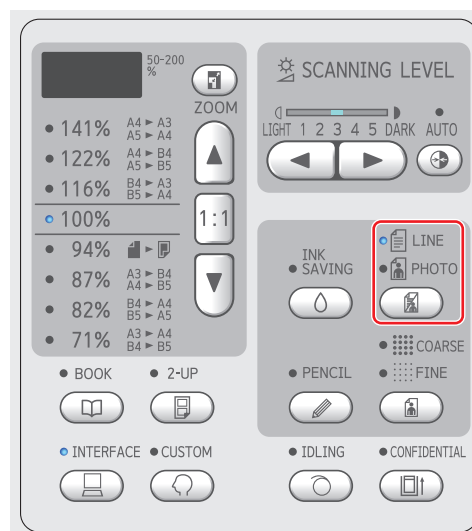 50-200
%
ZOOM
141% A4 ► A3
A5 ► A4
122% A4 ► B4
A5 ► B5
116% B4 ► A3
B5 ► A4
100%
1:1
94%
87% A3 ► B4
A4 ► B5
82% B4 ► A4
B5 ► A5
71% A3 ► A4
B4 ► B5
BOOK
2-UP
INTERFACE
CUSTOM
SCANNING LEVEL
LIGHT 1 2 3 4 5 DARK AUTO
INK
SAVING
LINE
PHOTO
COARSE
PENCIL
FINE
IDLING
CONFIDENTIAL